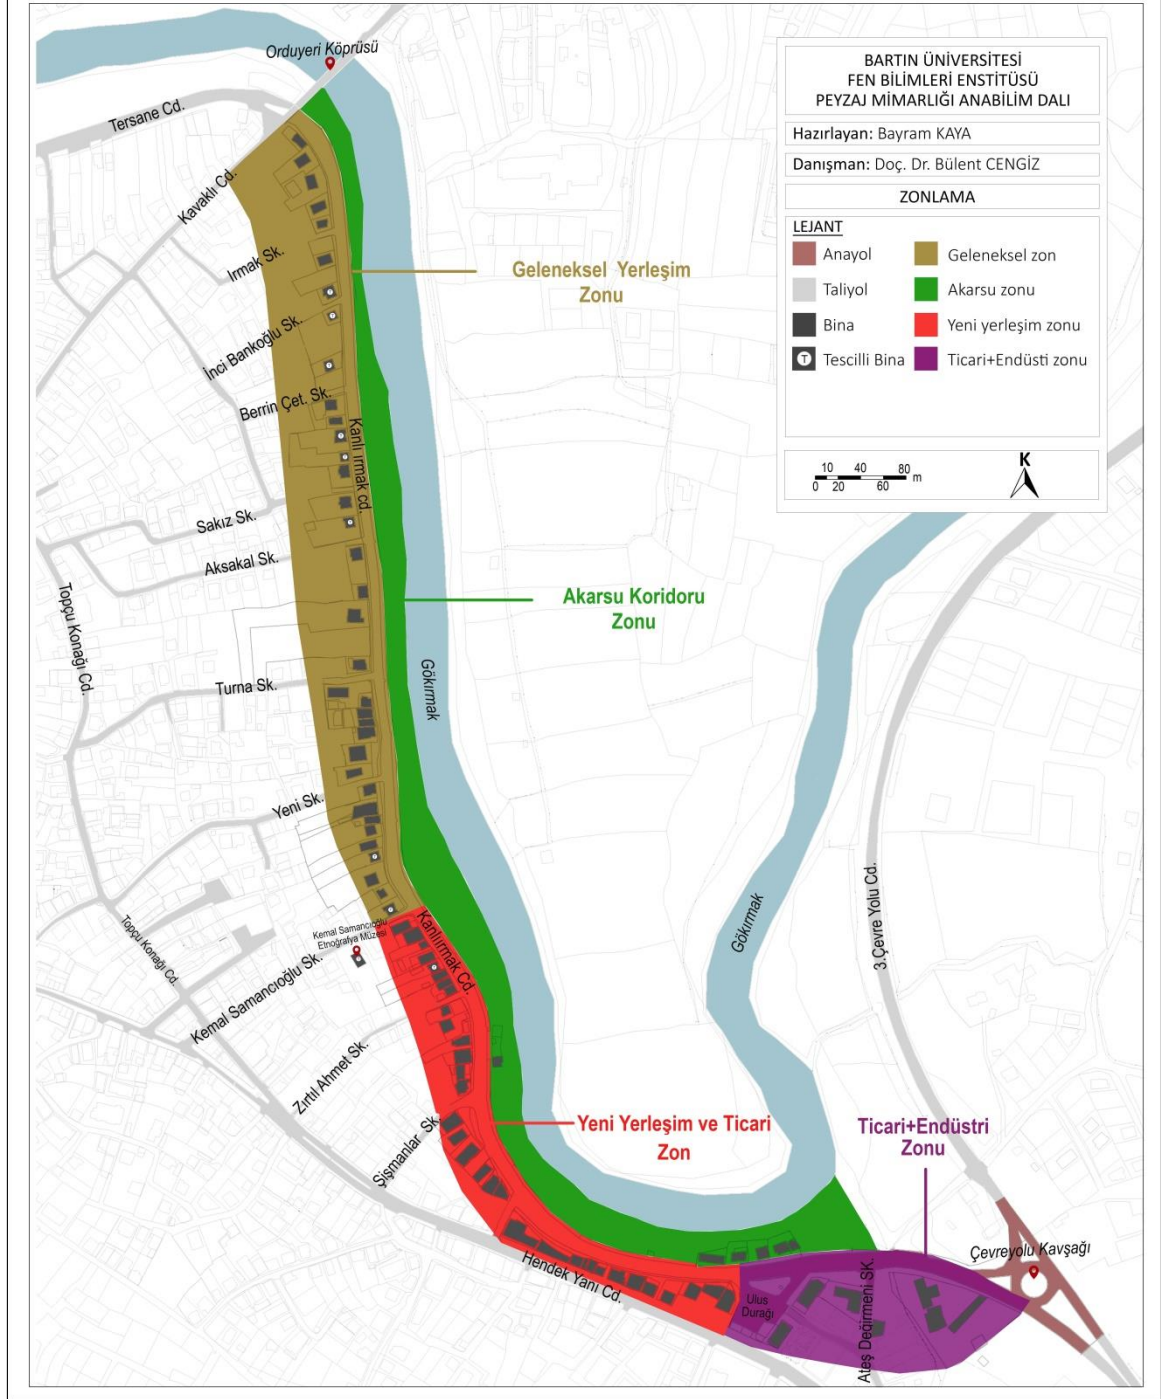 Orduyeri Köprüsü
BARTIN ÜNİVERSİTESİ
FEN BİLİMLERİ ENSTİTÜSÜ
PEYZAJ MİMARLIĞI ANABİLİM DALI
Hazırlayan: Bayram KAYA
Danışman: Doç. Dr. Bülent CENGİZ
ZONLAMA
LEJANT
Anayol
Geleneksel zon
Taliyol
Akarsu zonu
Bina
Yeni yerleşim zonu
T Tescilli Bina
Ticari+Endüsti zonu
10 40 80
0 20 60 m
K
Tersane Cd.
Kavaklı Cd.
Irmak Sk.
Geleneksel Yerleşim
Zonu
İnci Bankoğlu Sk.
Berrin Çet. Sk.
Kanlı ırmak cd.
Sakız Sk.
Aksakal Sk.
Topçu Konağı Cd.
Akarsu Koridoru
Zonu
Gökırmak
Turna Sk.
Yeni Sk.
Topçu Konağı Cd.
Kemal Samancıoğlu
Etnoğrafya Müzesi
Kanlıırmak Cd.
Gökırmak
3.Çevre Yolu Cd.
Kemal Samancıoğlu Sk.
Zırtıl Ahmet Sk.
Şişmanlar Sk.
Yeni Yerleşim ve Ticari
Zon
Ticari+Endüstri
Zonu
Hendek Yanı Cd.
Çevreyolu Kavşağı
Ulus
Durağı
Ateş Değirmeni SK.